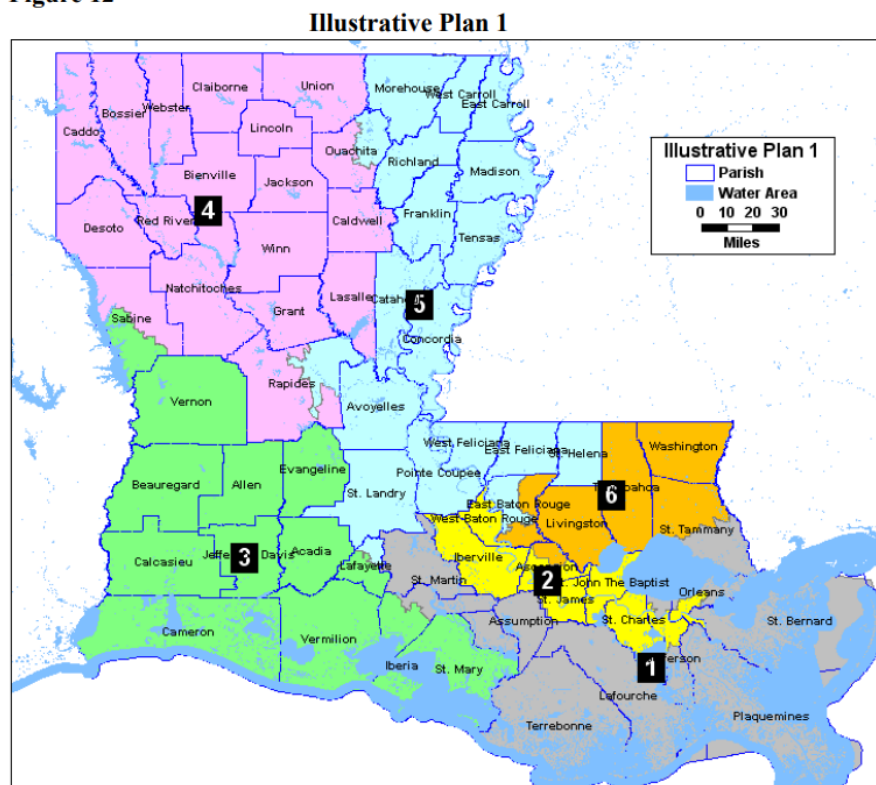 Figure 12
Illustrative Plan 1
Illustrative Plan 1
Parish
Water Area
0 10 20 30
Miles
Claiborne
Union
Morehouse
West Carroll
East Carroll
Webster
Bossier
Caddo
Lincoln
Ouachita
Richland
Madison
Bienville
Jackson
Franklin
Caldwell
Tensas
Desoto
Red River
4
Winn
Natchitoches
Lasalle
Catahoula
5
Grant
Sabine
Concordia
Rapides
Vernon
Avoyelles
West Feliciana
East Feliciana
St. Helena
Washington
Evangeline
Pointe Coupee
Beauregard
Allen
St. Landry
6
East Baton Rouge
West Baton Rouge
Livingston
St. Tammany
Calcasieu
Jeff
3
Davis
Acadia
Lafayette
Iberville
Ascension
St. Martin
2
St. John The Baptist
St. James
Orleans
Cameron
Vermilion
Assumption
St. Charles
St. Bernard
Iberia
St. Mary
1
erson
Lafourche
Plaquemines
Terrebonne